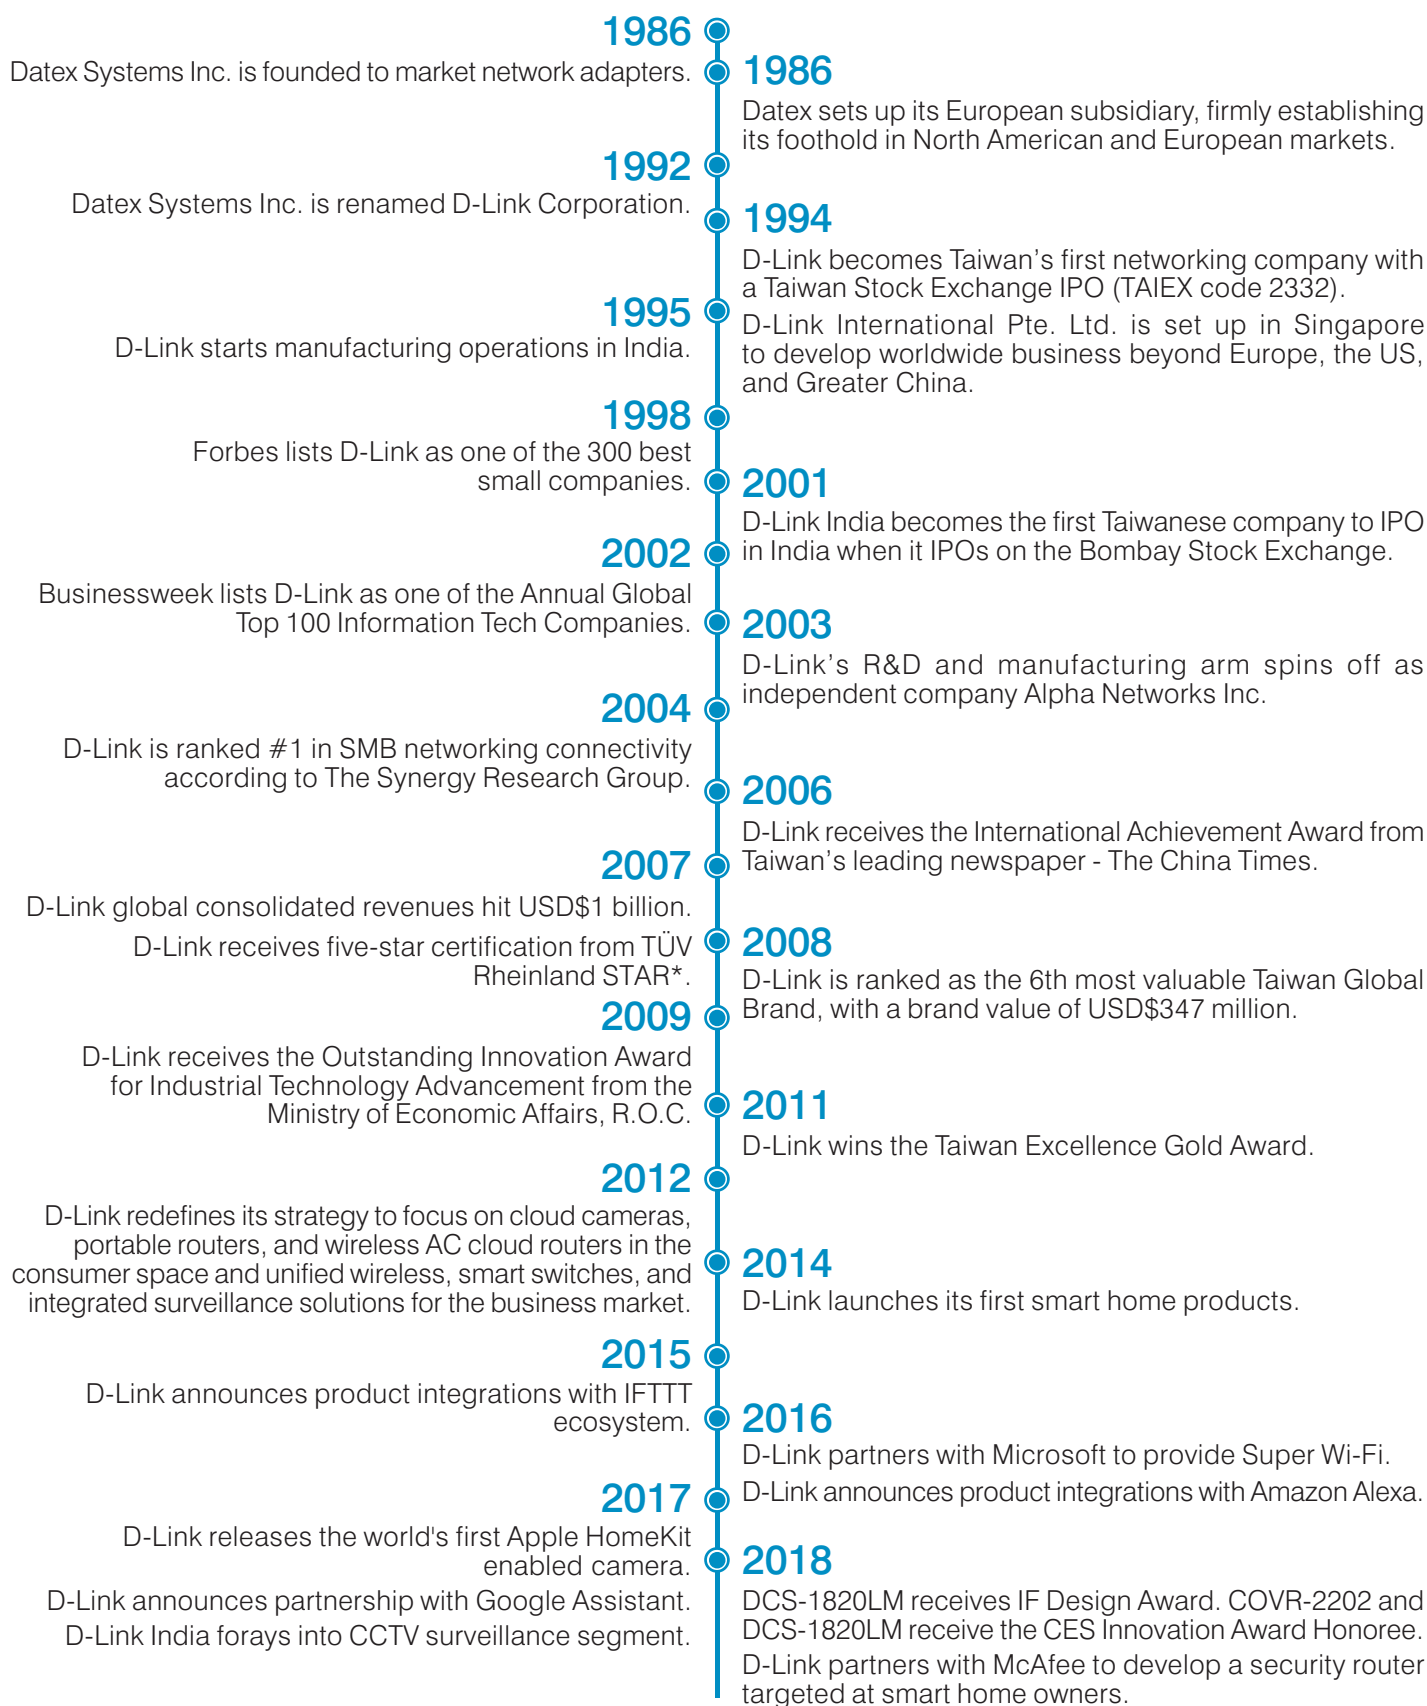 1986
Datex Systems Inc. is founded to market network adapters.
1986
Datex sets up its European subsidiary, firmly establishing
its foothold in North American and European markets.
1992
Datex Systems Inc. is renamed D-Link Corporation.
1994
D-Link becomes Taiwan’s first networking company with
a Taiwan Stock Exchange IPO (TAIEX code 2332).
D-Link International Pte. Ltd. is set up in Singapore
to develop worldwide business beyond Europe, the US,
and Greater China.
1995
D-Link starts manufacturing operations in India.
1998
Forbes lists D-Link as one of the 300 best
small companies.
2001
D-Link India becomes the first Taiwanese company to IPO
in India when it IPOs on the Bombay Stock Exchange.
2002
Businessweek lists D-Link as one of the Annual Global
Top 100 Information Tech Companies.
2003
D-Link’s R&D and manufacturing arm spins off as
independent company Alpha Networks Inc.
2004
D-Link is ranked #1 in SMB networking connectivity
according to The Synergy Research Group.
2006
D-Link receives the International Achievement Award from
Taiwan’s leading newspaper - The China Times.
2007
D-Link global consolidated revenues hit USD$1 billion.
D-Link receives five-star certification from TÜV
Rheinland STAR*.
2008
D-Link is ranked as the 6th most valuable Taiwan Global
Brand, with a brand value of USD$347 million.
2009
D-Link receives the Outstanding Innovation Award
for Industrial Technology Advancement from the
Ministry of Economic Affairs, R.O.C.
2011
D-Link wins the Taiwan Excellence Gold Award.
2012
D-Link redefines its strategy to focus on cloud cameras,
portable routers, and wireless AC cloud routers in the
consumer space and unified wireless, smart switches, and
integrated surveillance solutions for the business market.
2014
D-Link launches its first smart home products.
2015
D-Link announces product integrations with IFTTT
ecosystem.
2016
D-Link partners with Microsoft to provide Super Wi-Fi.
D-Link announces product integrations with Amazon Alexa.
2017
D-Link releases the world's first Apple HomeKit
enabled camera.
D-Link announces partnership with Google Assistant.
D-Link India forays into CCTV surveillance segment.
2018
DCS-1820LM receives IF Design Award. COVR-2202 and
DCS-1820LM receive the CES Innovation Award Honoree.
D-Link partners with McAfee to develop a security router
targeted at smart home owners.